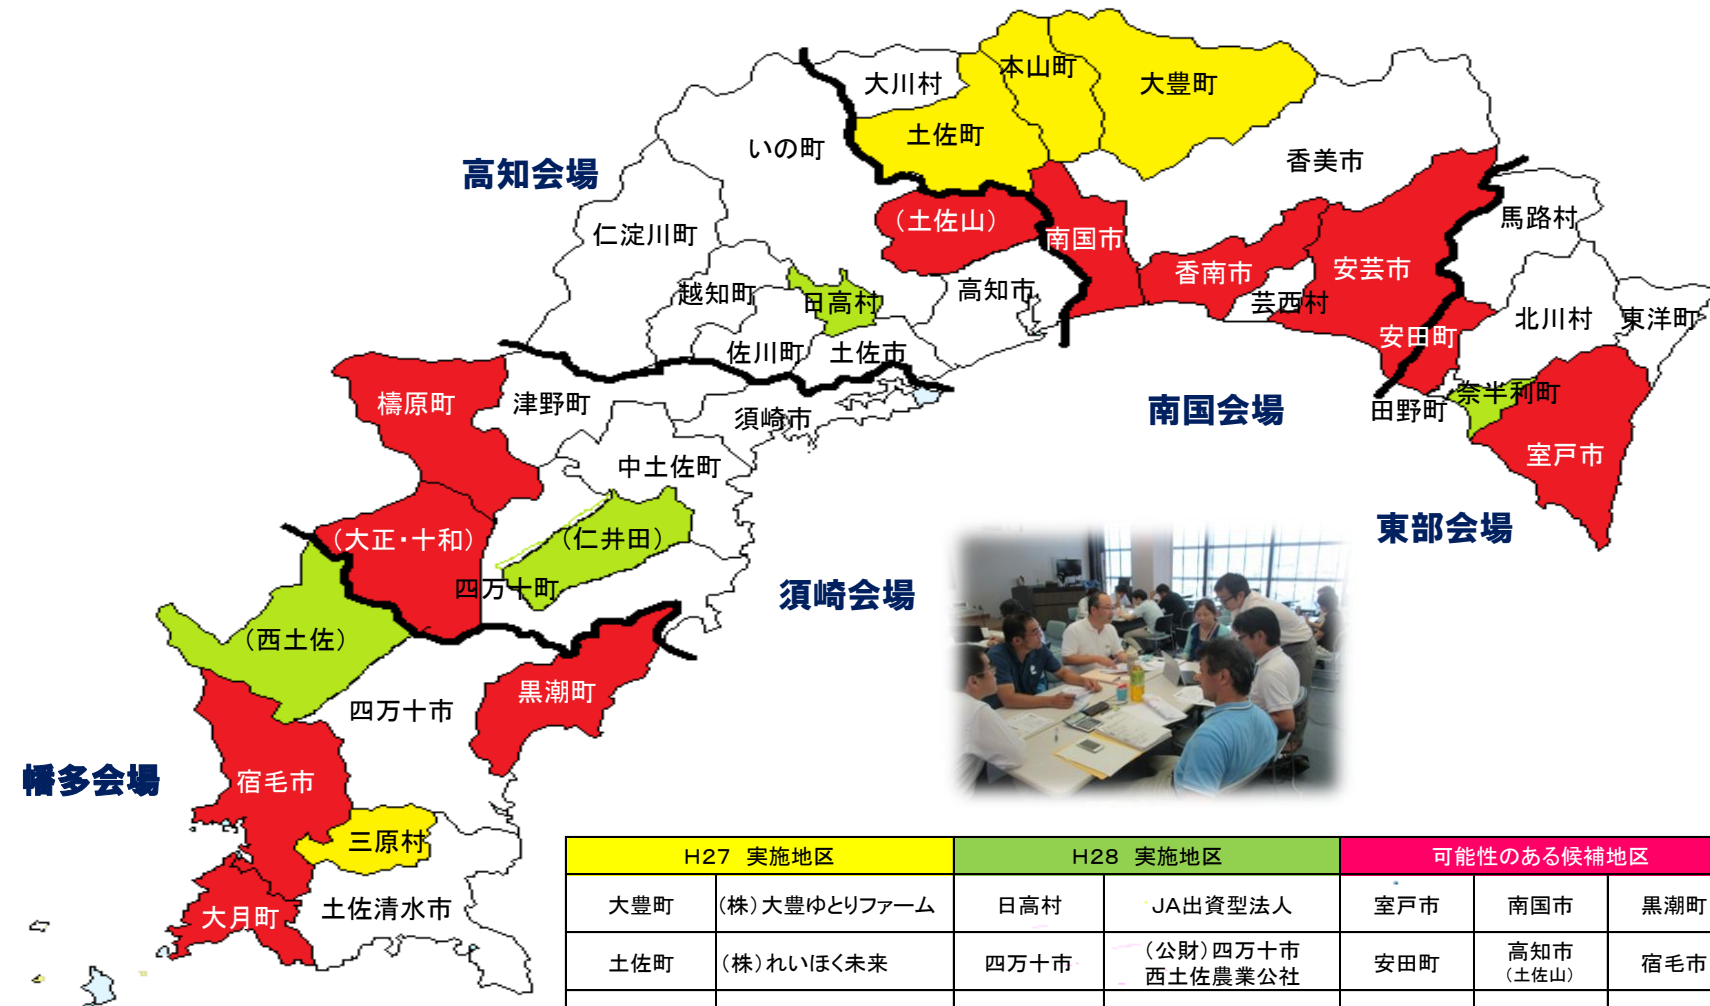 本山町
大豊町
大川村
土佐町
いの町
香美市
高知会場
(土佐山)
馬路村
仁淀川町
南国市
香南市
安芸市
越知町
日高村
高知市
芸西村
北川村
東洋町
佐川町
土佐市
安田町
檮原町
津野町
須崎市
南国会場
田野町
奈半利町
中土佐町
室戸市
(大正・十和)
(仁井田)
東部会場
四万十町
須崎会場
(西土佐)
黒潮町
四万十市
幡多会場
宿毛市
三原村
大月町
土佐清水市
H27 実施地区 H28 実施地区 可能性のある候補地区
大豊町 (株)大豊ゆとりファーム 日高村 JA出資型法人 室戸市 南国市 黒潮町
土佐町 (株)れいほく未来 四万十市 (公財)四万十市 安田町 高知市 宿毛市
西土佐農業公社 (土佐山)